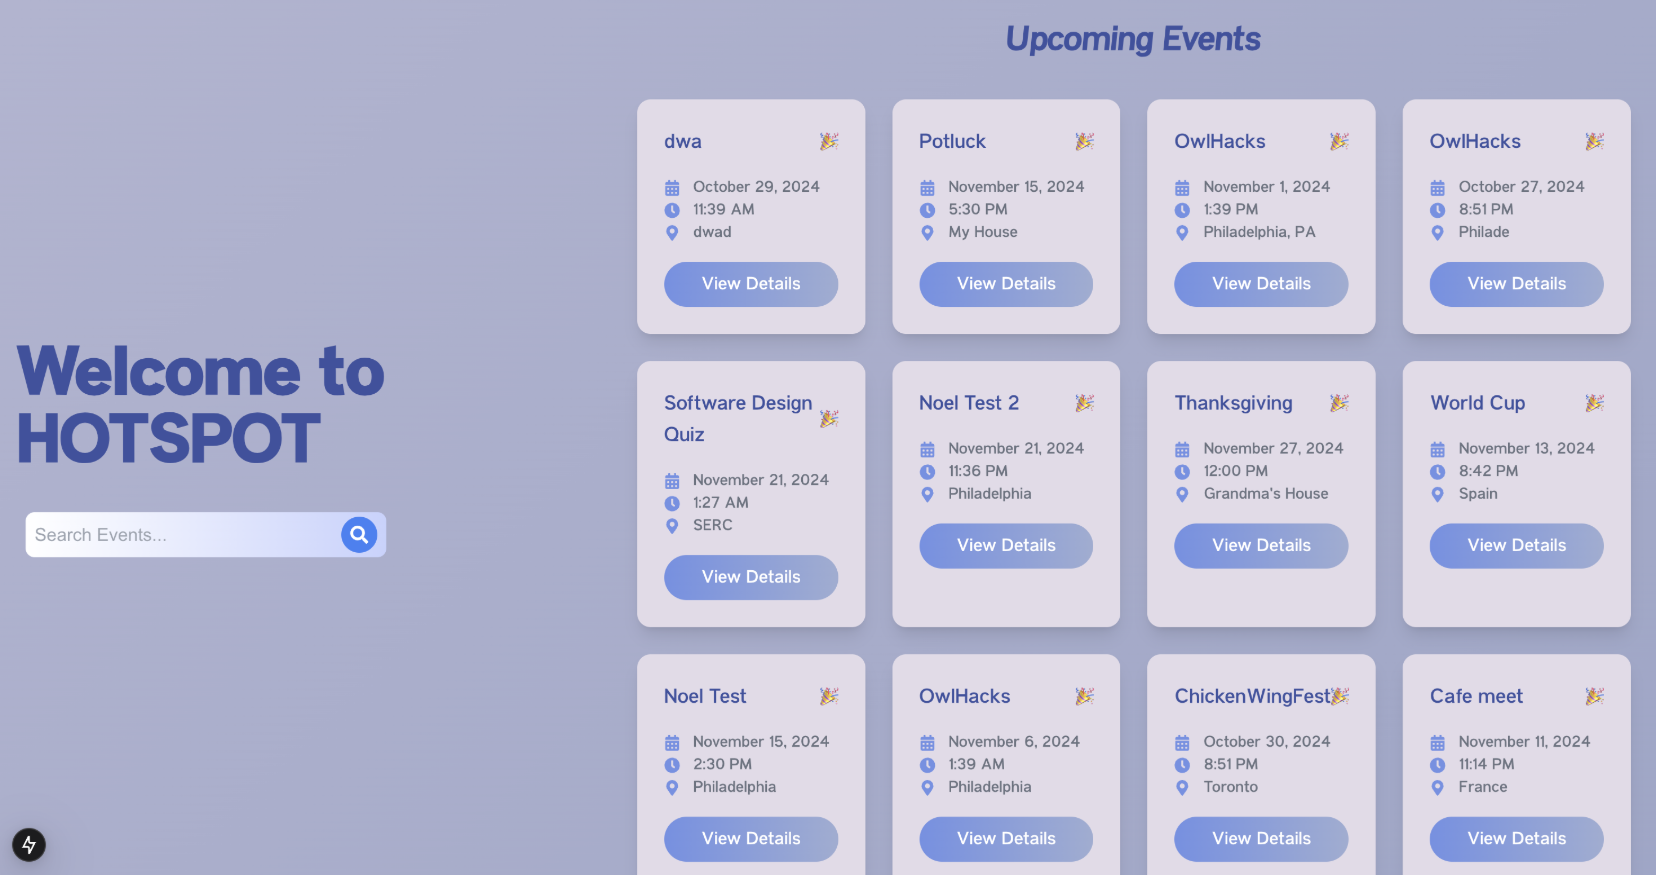 Upcoming Events
Welcome to
HOTSPOT
Search Events...
dwa
October 29, 2024
11:39 AM
dwad
View Details
Potluck
November 15, 2024
5:30 PM
My House
View Details
OwlHacks
November 1, 2024
1:39 PM
Philadelphia, PA
View Details
OwlHacks
October 27, 2024
8:51 PM
Philade
View Details
Software Design
Quiz
November 21, 2024
1:27 AM
SERC
View Details
Noel Test 2
November 21, 2024
11:36 PM
Philadelphia
View Details
Thanksgiving
November 27, 2024
12:00 PM
Grandma's House
View Details
World Cup
November 13, 2024
8:42 PM
Spain
View Details
Noel Test
November 15, 2024
2:30 PM
Philadelphia
View Details
OwlHacks
November 6, 2024
1:39 AM
Philadelphia
View Details
ChickenWingFest
October 30, 2024
8:51 PM
Toronto
View Details
Cafe meet
November 11, 2024
11:14 PM
France
View Details